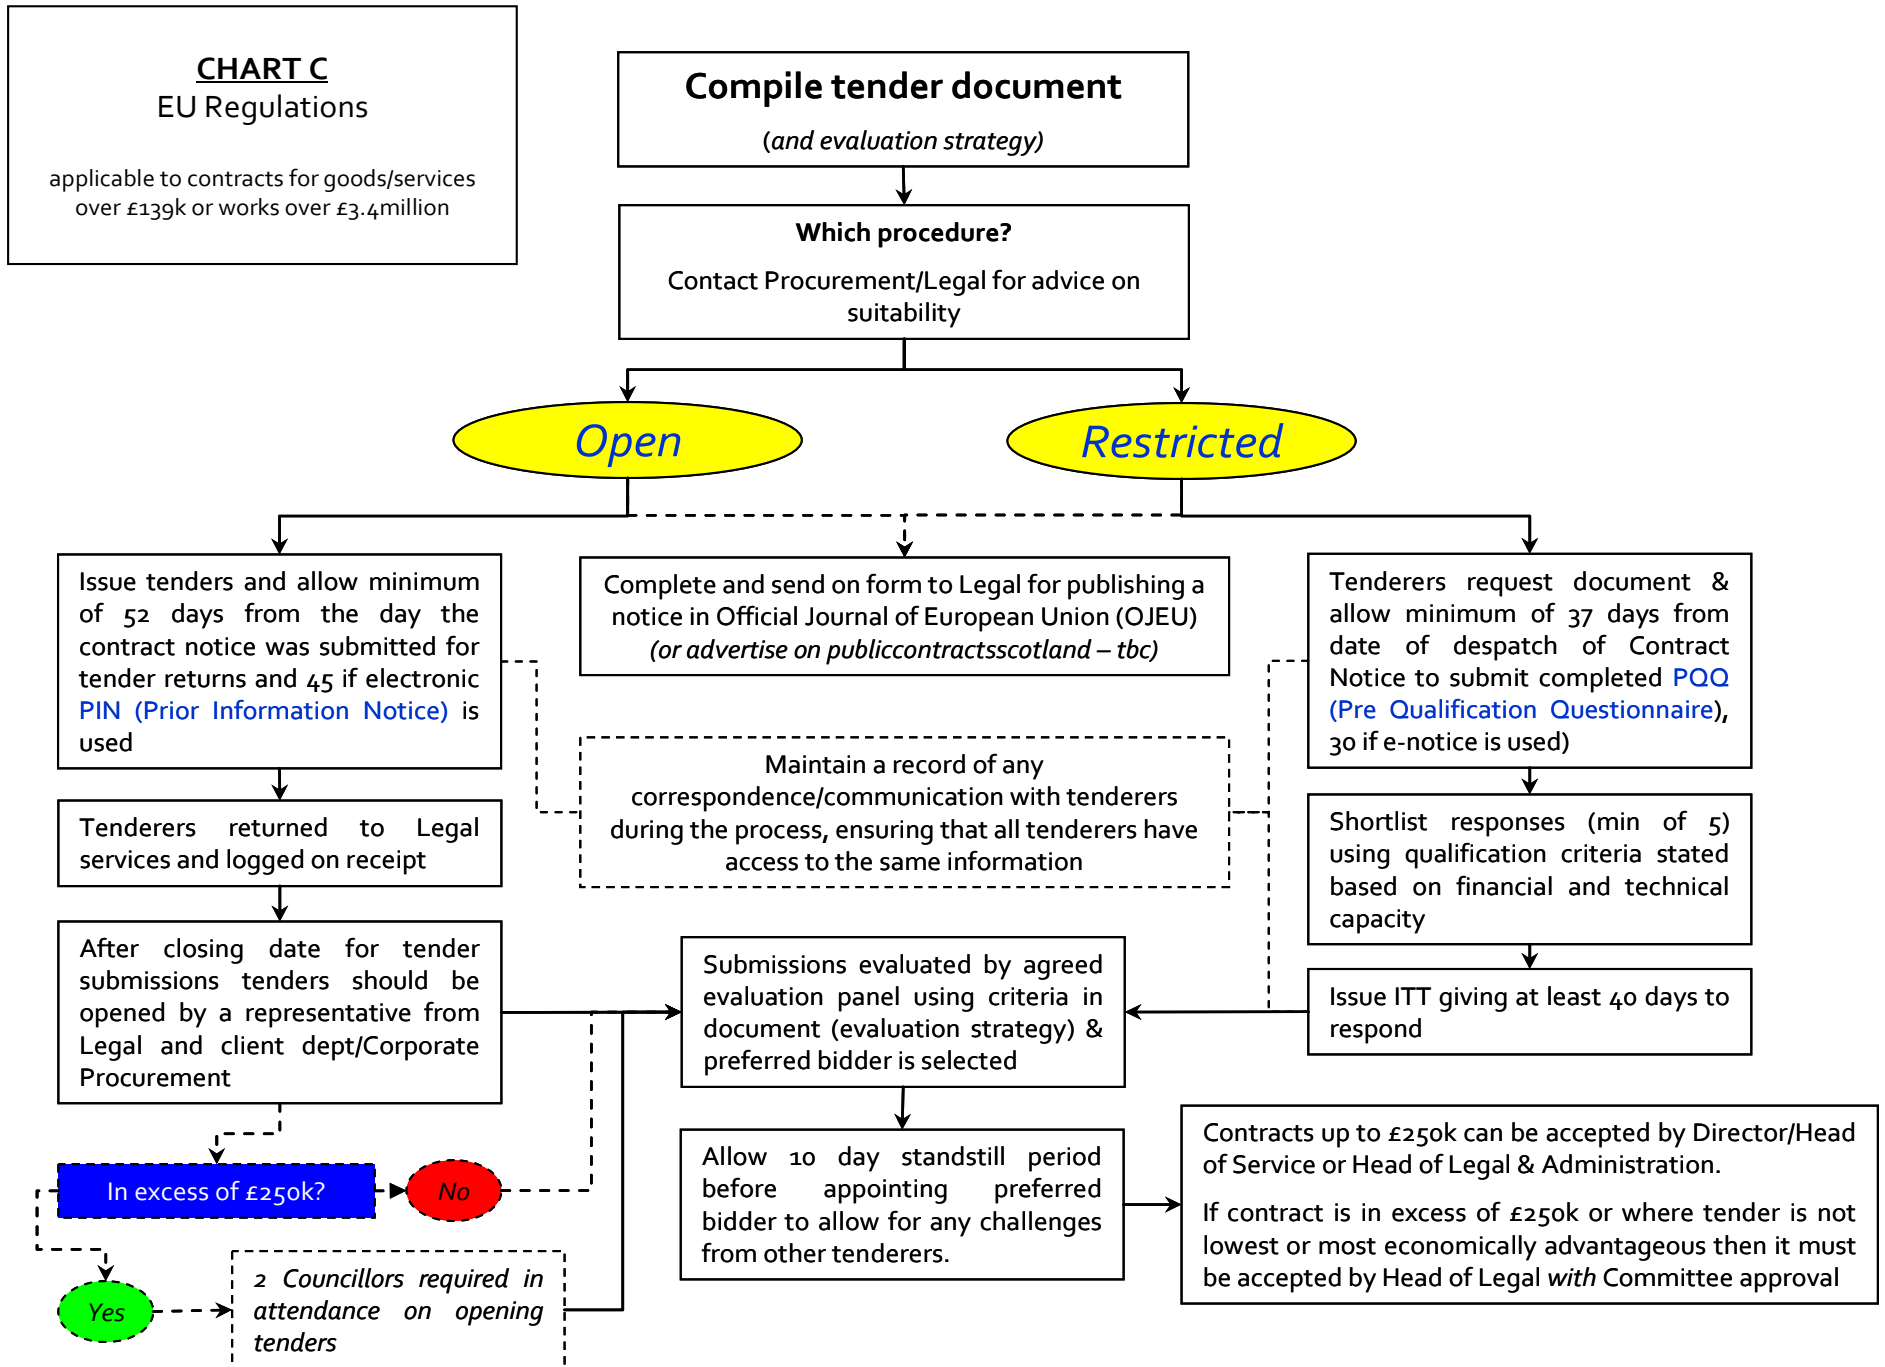 CHART C
EU Regulations
applicable to contracts for goods/services
over £139k or works over £3.4million
Compile tender document
(and evaluation strategy)
Which procedure?
Contact Procurement/Legal for advice on
suitability
Open
Restricted
Issue tenders and allow minimum
of 52 days from the day the
contract notice was submitted for
tender returns and 45 if electronic
PIN (Prior Information Notice) is
used
Complete and send on form to Legal for publishing a
notice in Official Journal of European Union (OJEU)
(or advertise on publiccontractsscotland – tbc)
Tenderers request document &
allow minimum of 37 days from
date of despatch of Contract
Notice to submit completed PQQ
(Pre Qualification Questionnaire),
30 if e-notice is used)
Maintain a record of any
correspondence/communication with tenderers
during the process, ensuring that all tenderers have
access to the same information
Tenderers returned to Legal
services and logged on receipt
Shortlist responses (min of 5)
using qualification criteria stated
based on financial and technical
capacity
After closing date for tender
submissions tenders should be
opened by a representative from
Legal and client dept/Corporate
Procurement
Submissions evaluated by agreed
evaluation panel using criteria in
document (evaluation strategy) &
preferred bidder is selected
Issue ITT giving at least 40 days to
respond
In excess of £250k?
No
Yes
2 Councillors required in
attendance on opening
tenders
Allow 10 day standstill period
before appointing preferred
bidder to allow for any challenges
from other tenderers.
Contracts up to £250k can be accepted by Director/Head
of Service or Head of Legal & Administration.
If contract is in excess of £250k or where tender is not
lowest or most economically advantageous then it must
be accepted by Head of Legal with Committee approval